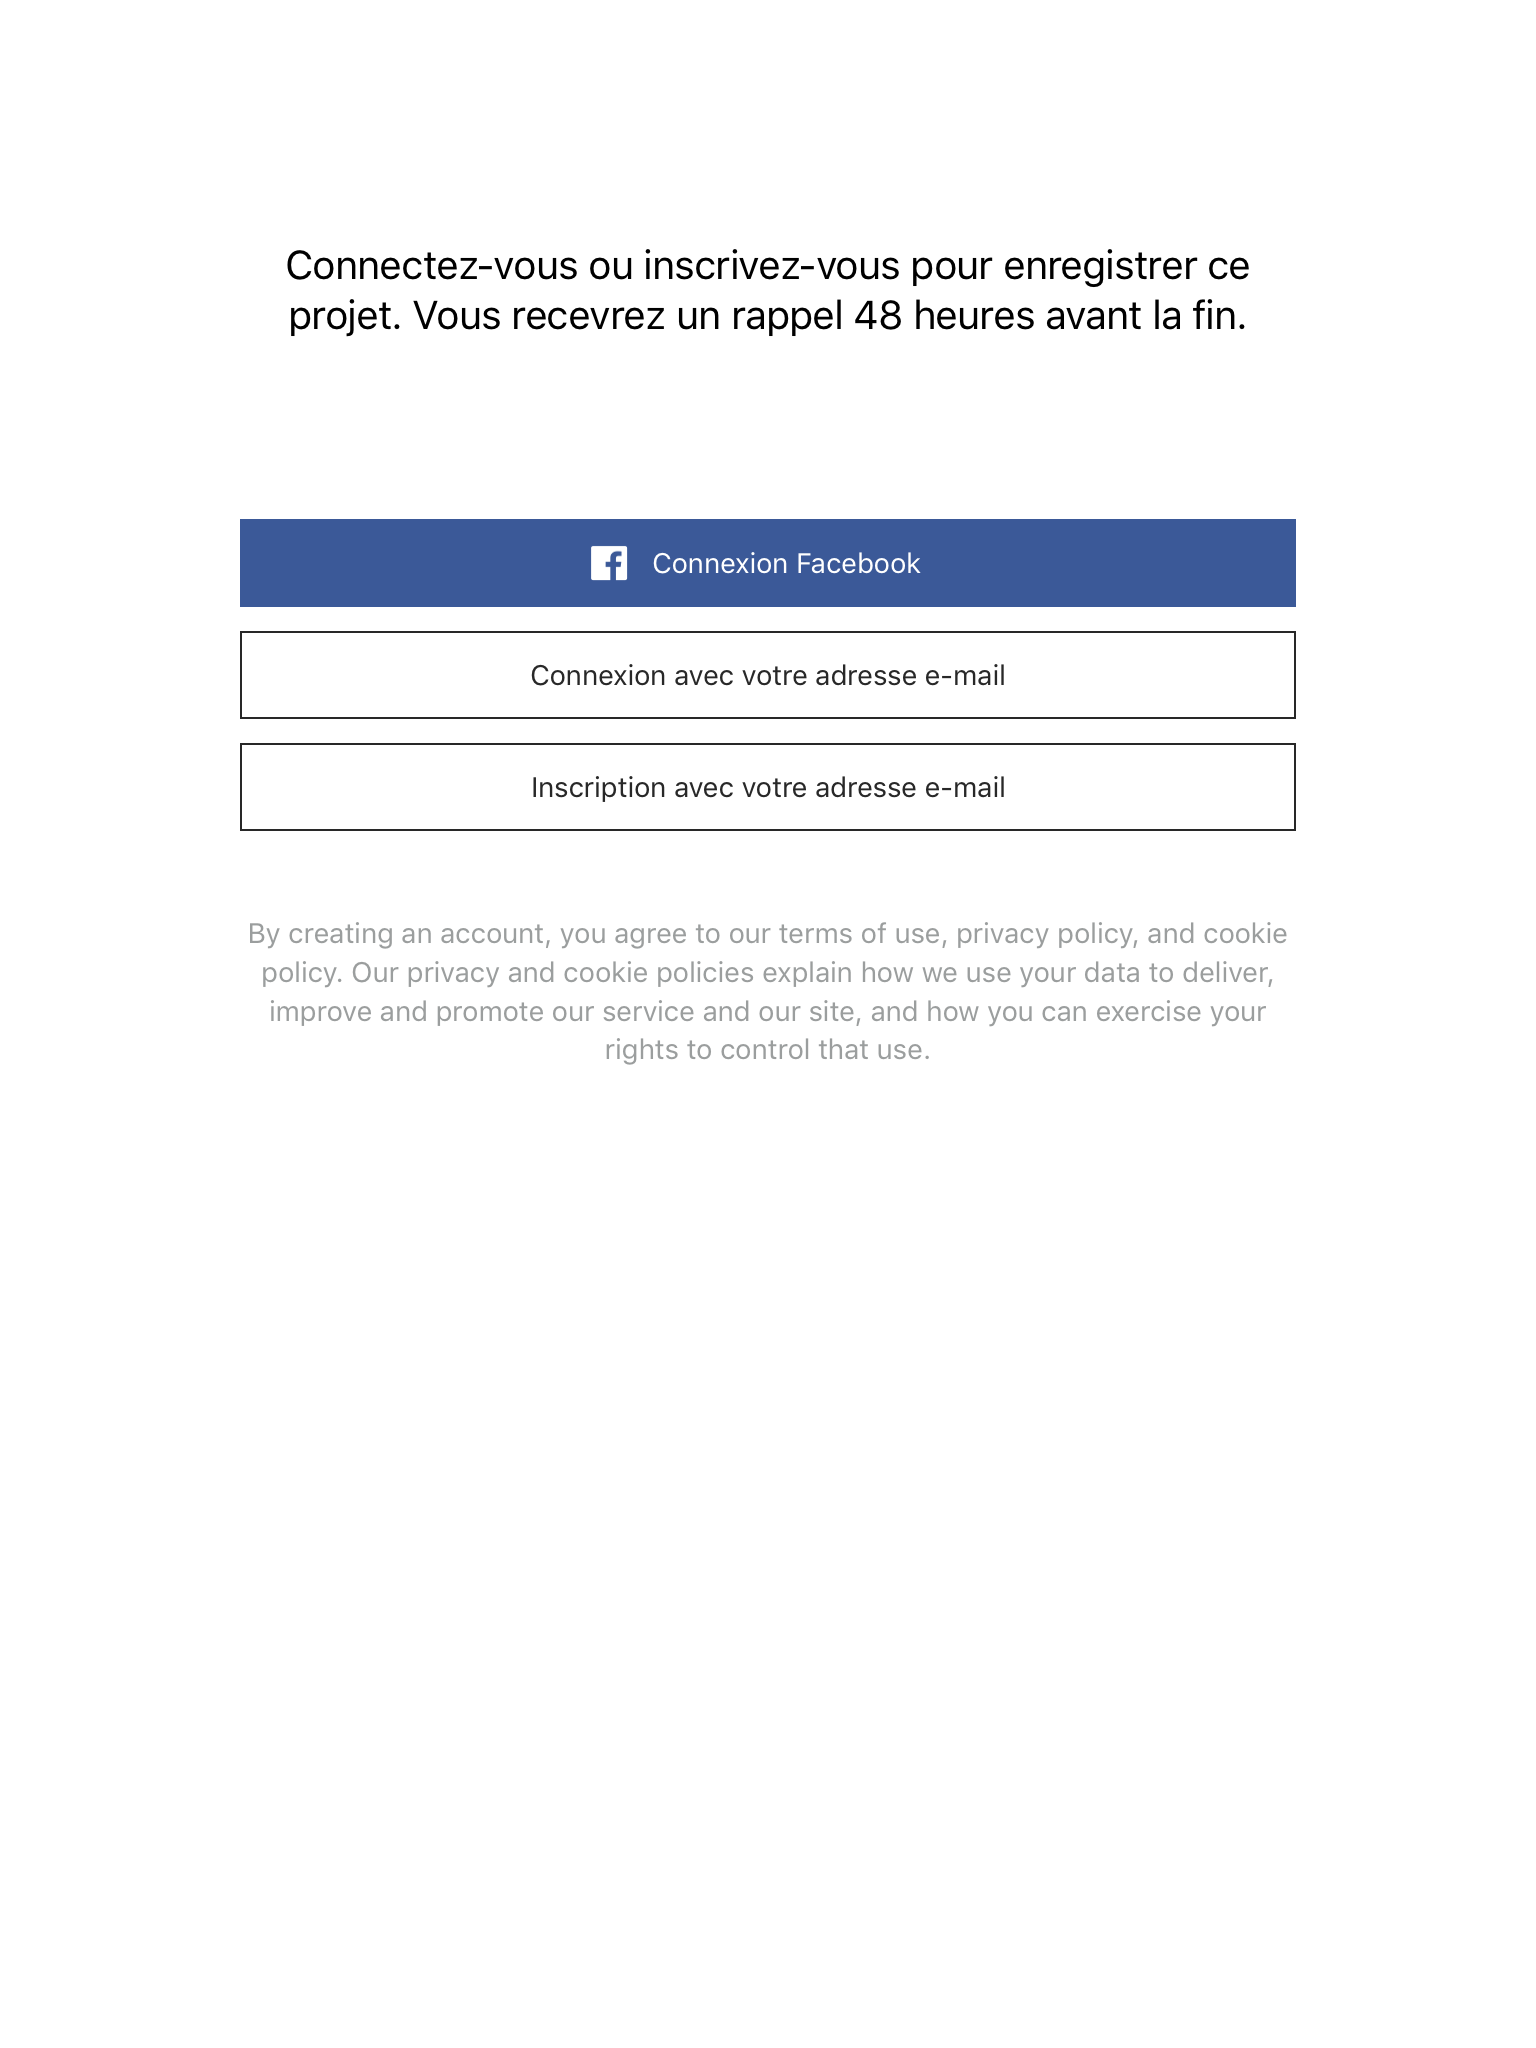 Connectez-vous ou inscrivez-vous pour enregistrer ce
projet. Vous recevrez un rappel 48 heures avant la fin.
Connexion Facebook
Connexion avec votre adresse e-mail
Inscription avec votre adresse e-mail
By creating an account, you agree to our terms of use, privacy policy, and cookie
policy. Our privacy and cookie policies explain how we use your data to deliver,
improve and promote our service and our site, and how you can exercise your
rights to control that use.